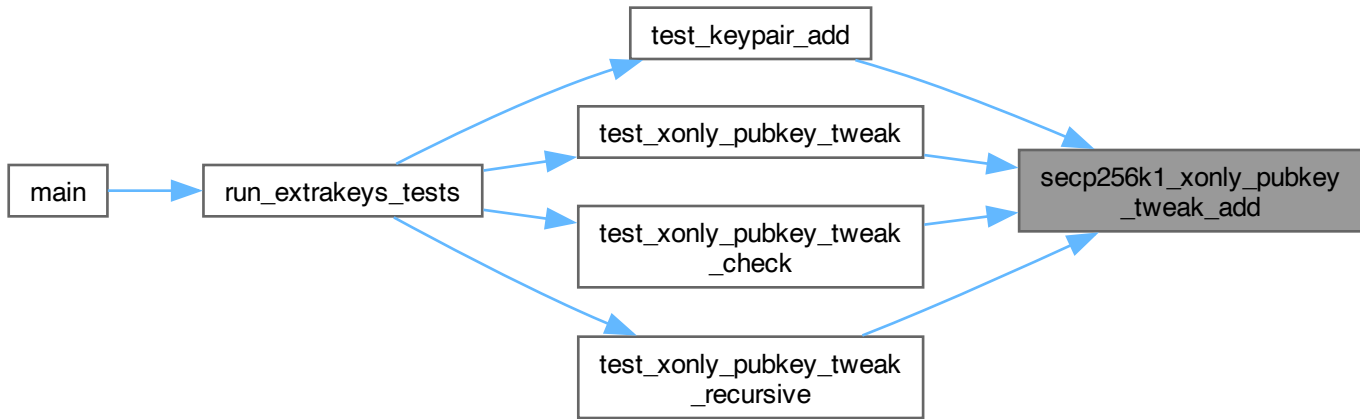 test_keypair_add
test_xonly_pubkey_tweak
main
run_extrakeys_tests
secp256k1_xonly_pubkey
_tweak_add
test_xonly_pubkey_tweak
_check
test_xonly_pubkey_tweak
_recursive